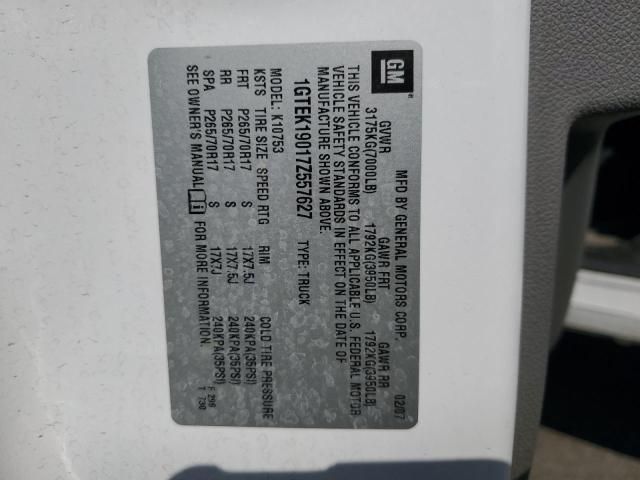 GM
MFD BY GENERAL MOTORS CORP. 02/07
GVWR GAWR FRT GAWR RR
3175KG(7000LB) 1792KG(3950LB) 1792KG(3950LB)
THIS VEHICLE CONFORMS TO ALL APPLICABLE U.S. FEDERAL MOTOR
VEHICLE SAFETY STANDARDS IN EFFECT ON THE DATE OF
MANUFACTURE SHOWN ABOVE.
1GTEK19017Z557627 TYPE: TRUCK
MODEL: K10753
KSTS TIRE SIZE SPEED RTG RIM COLD TIRE PRESSURE
FRT P265/70R17 S 17X7.5J 240KPA(35PSI)
RR P265/70R17 S 17X7.5J 240KPA(35PSI)
SPA P265/70R17 S 17X7J 240KPA(35PSI)
SEE OWNER'S MANUAL FOR MORE INFORMATION.
F 296
T 730